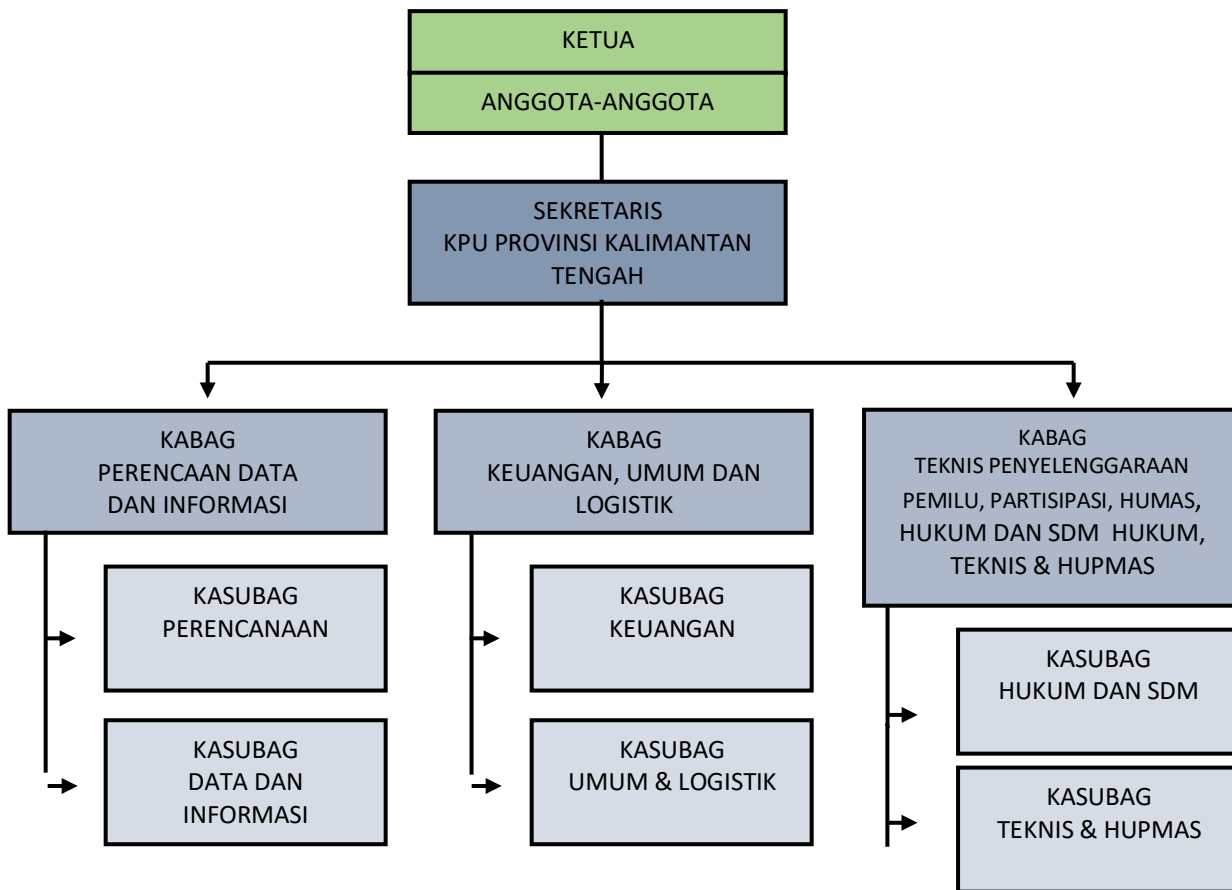 KETUA
ANGGOTA-ANGGOTA
SEKRETARIS
KPU PROVINSI KALIMANTAN
TENGAH
KABAG
PERENCAAN DATA
DAN INFORMASI
KASUBAG
PERENCANAAN
KASUBAG
DATA DAN
INFORMASI
KABAG
KEUANGAN, UMUM DAN
LOGISTIK
KASUBAG
KEUANGAN
KASUBAG
UMUM & LOGISTIK
KABAG
TEKNIS PENYELENGGARAAN
PEMILU, PARTISIPASI, HUMAS,
HUKUM DAN SDM HUKUM,
TEKNIS & HUPMAS
KASUBAG
HUKUM DAN SDM
KASUBAG
TEKNIS & HUPMAS